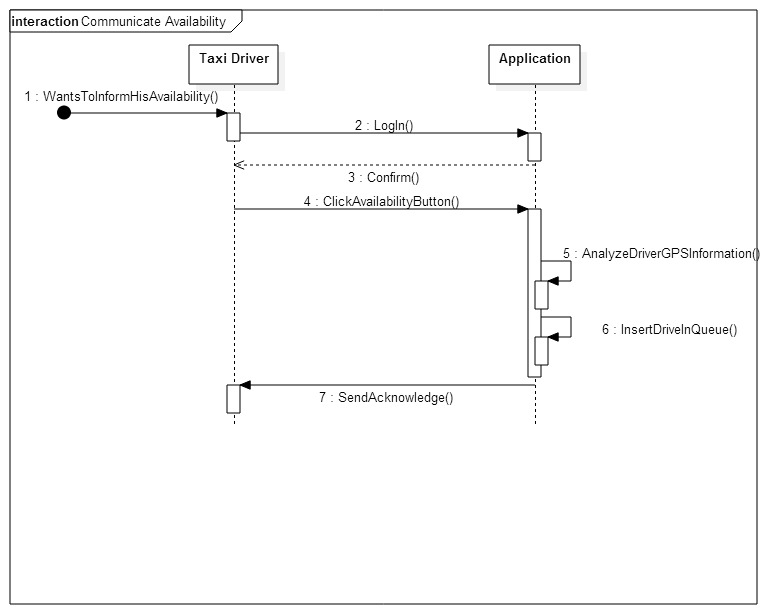 interaction Communicate Availability
Taxi Driver
Application
1 : WantsToInformHisAvailability()
2 : LogIn()
3 : Confirm()
4 : ClickAvailabilityButton()
5 : AnalyzeDriverGPSInformation()
6 : InsertDriveInQueue()
7 : SendAcknowledge()